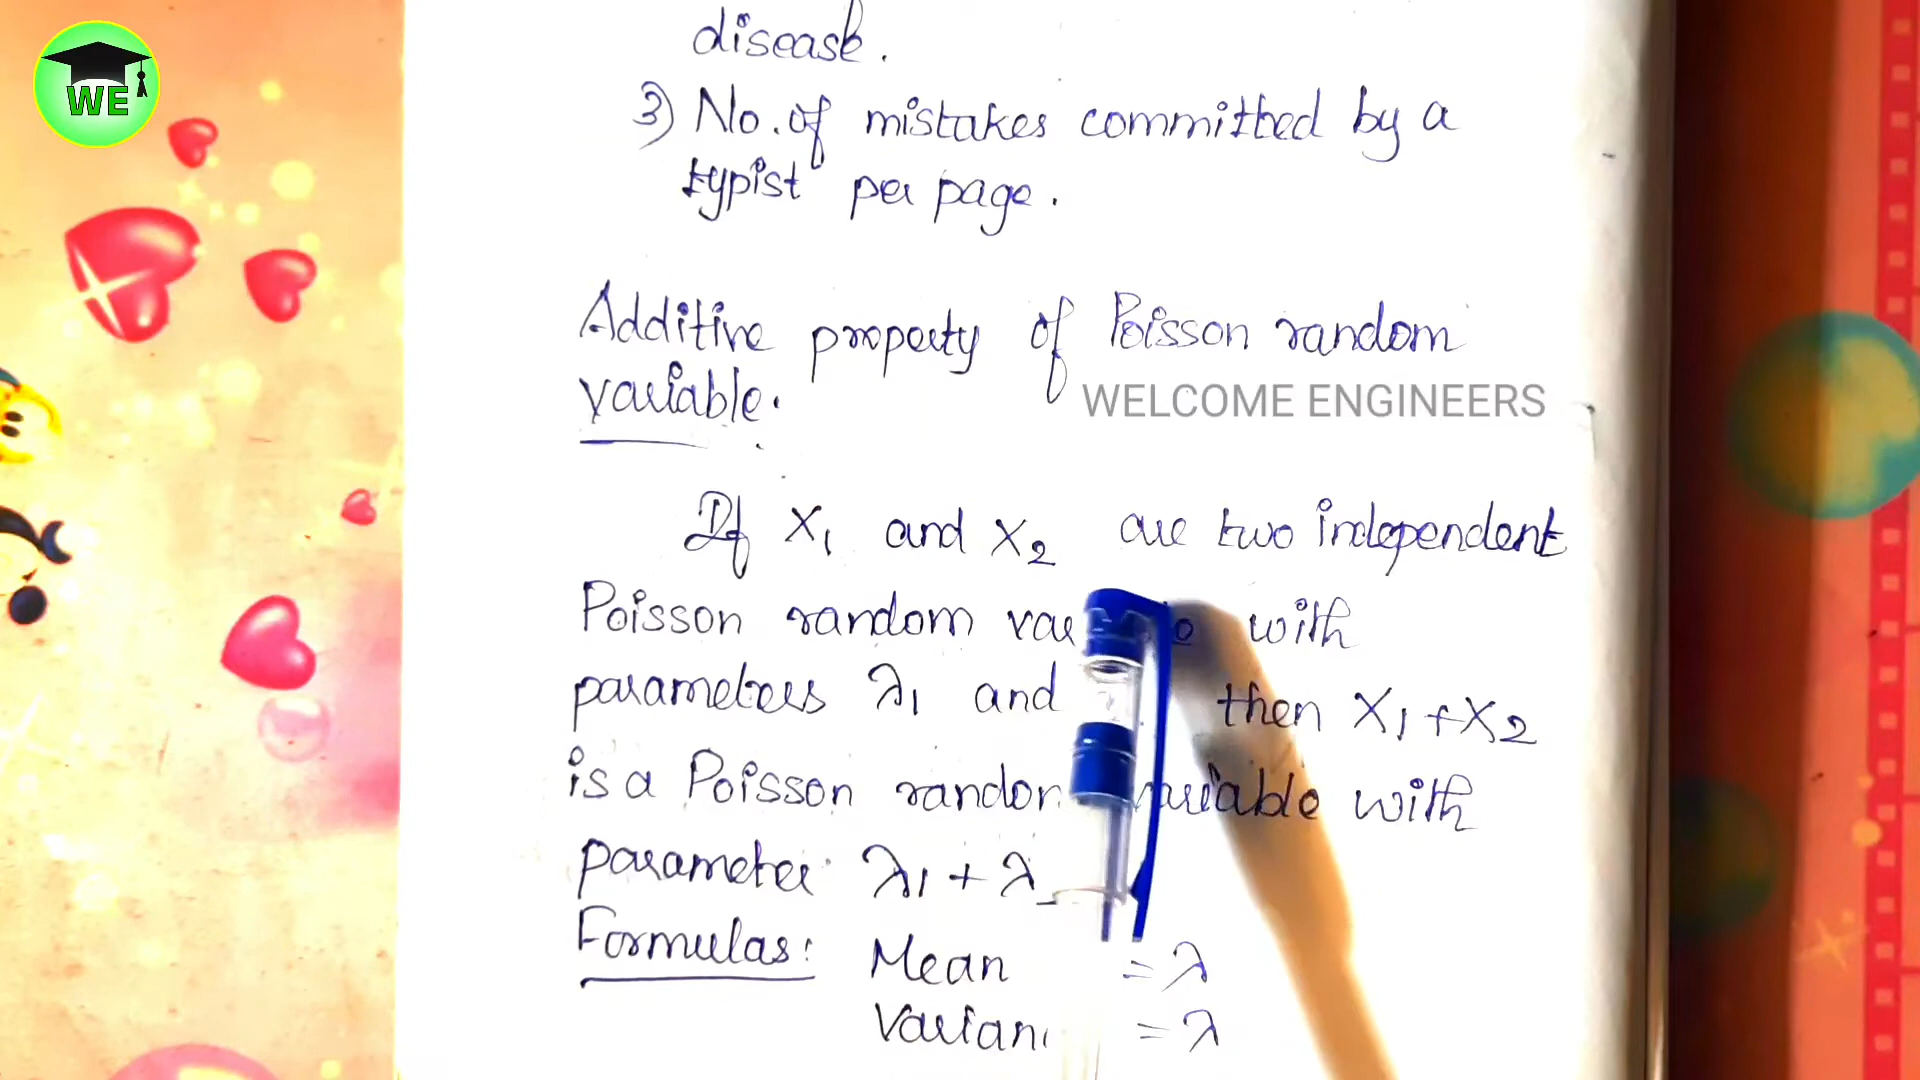 WE
disease.
3) No. of mistakes committed by a
typist per page.
Additive property of Poisson random
variable.
WELCOME ENGINEERS
If X₁ and X₂ are two independent
Poisson random with
parameters λ₁ and then X₁+X₂
is a Poisson variable with
parameter λ₁ + λ
Formulas: Mean = λ
= λ